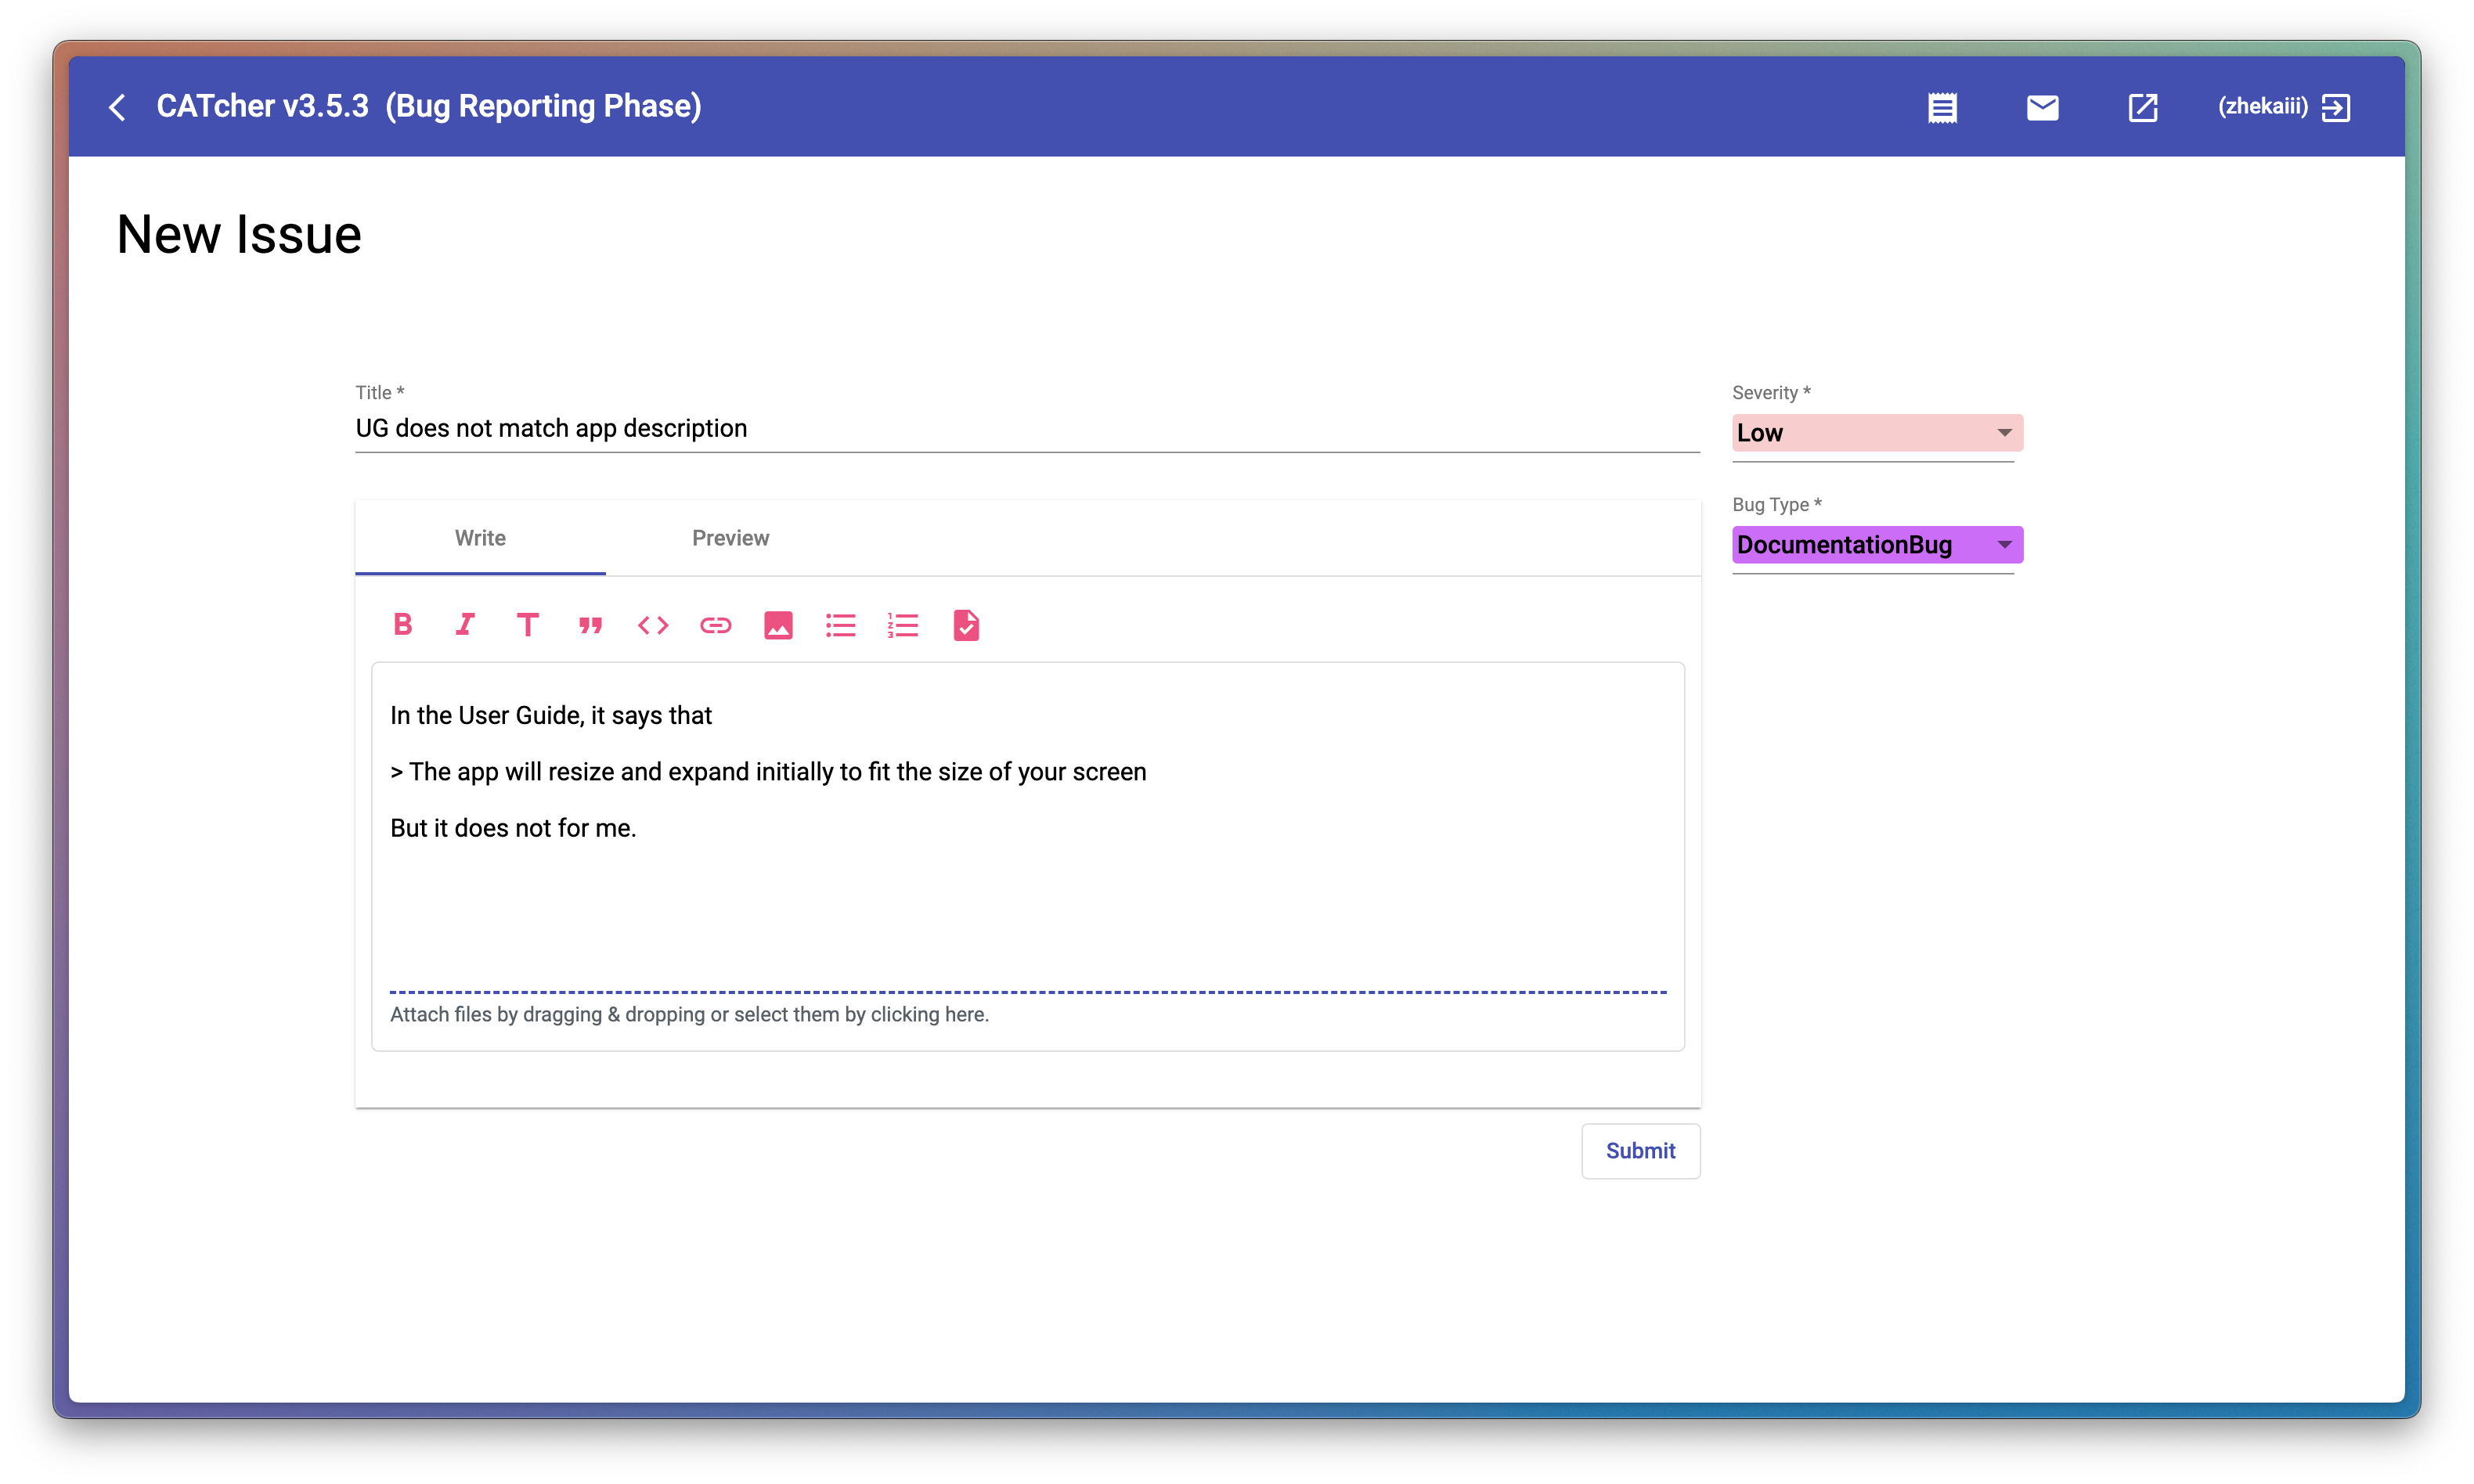 CATcher v3.5.3 (Bug Reporting Phase)
(zhekaiii)
New Issue
Title *
UG does not match app description
Severity *
Low
Bug Type *
DocumentationBug
Write
Preview
In the User Guide, it says that
> The app will resize and expand initially to fit the size of your screen
But it does not for me.
Attach files by dragging & dropping or select them by clicking here.
Submit